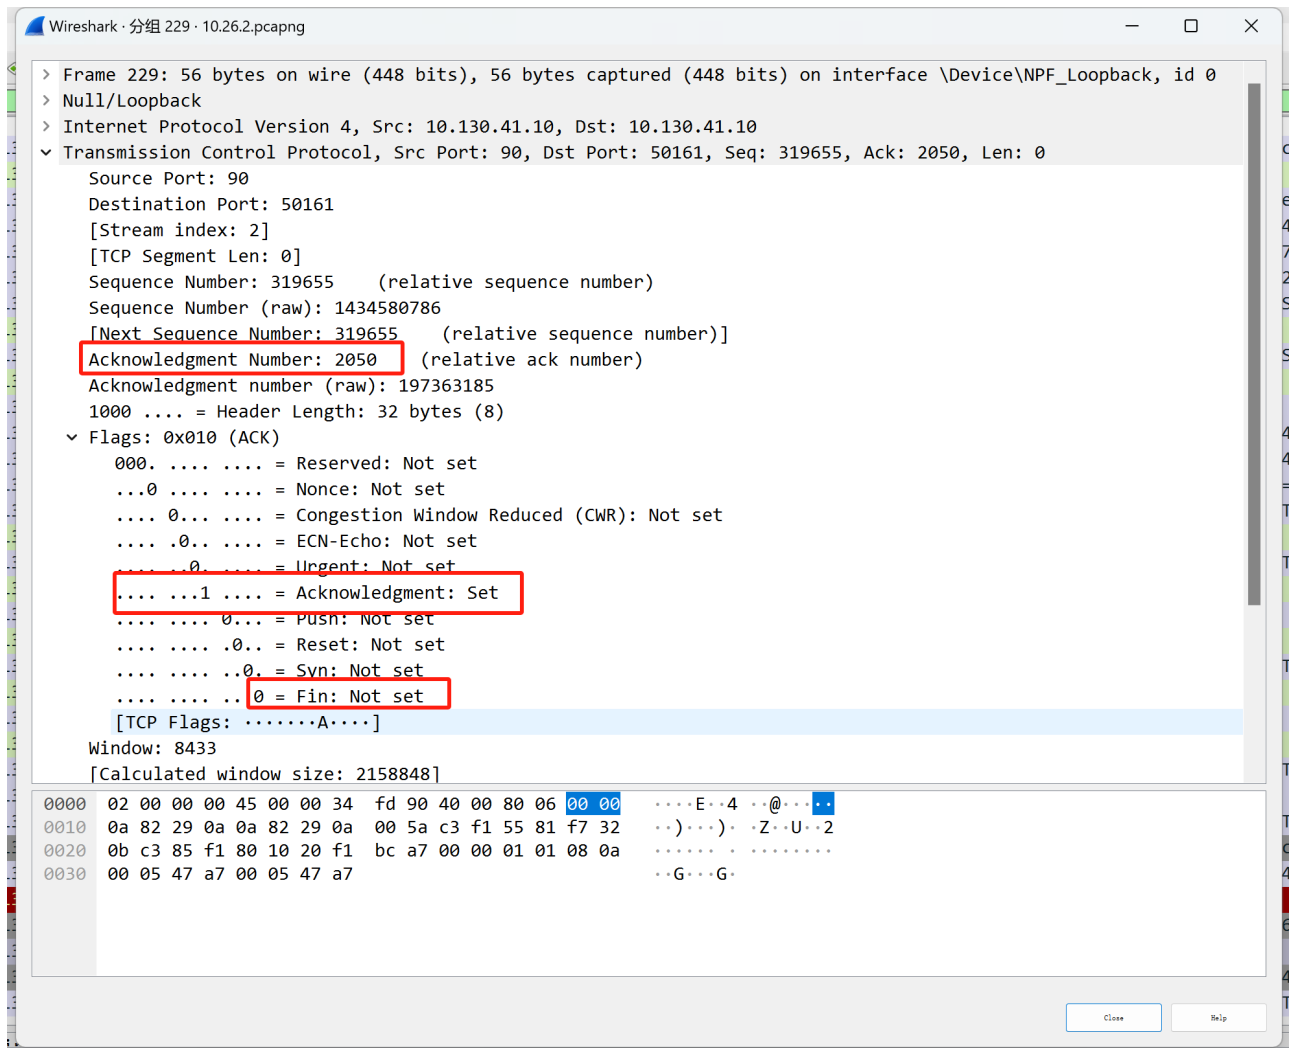 Wireshark · 分组 229 · 10.26.2.pcapng
Frame 229: 56 bytes on wire (448 bits), 56 bytes captured (448 bits) on interface \Device\NPF_Loopback, id 0
Null/Loopback
Internet Protocol Version 4, Src: 10.130.41.10, Dst: 10.130.41.10
Transmission Control Protocol, Src Port: 90, Dst Port: 50161, Seq: 319655, Ack: 2050, Len: 0
Source Port: 90
Destination Port: 50161
[Stream index: 2]
[TCP Segment Len: 0]
Sequence Number: 319655    (relative sequence number)
Sequence Number (raw): 1434580786
[Next Sequence Number: 319655    (relative sequence number)]
Acknowledgment Number: 2050    (relative ack number)
Acknowledgment number (raw): 197363185
1000 .... = Header Length: 32 bytes (8)
Flags: 0x010 (ACK)
000. .... .... = Reserved: Not set
...0 .... .... = Nonce: Not set
.... 0... .... = Congestion Window Reduced (CWR): Not set
.... .0.. .... = ECN-Echo: Not set
.... ..0. .... = Urgent: Not set
.... ...1 .... = Acknowledgment: Set
.... .... 0... = Push: Not set
.... .... .0.. = Reset: Not set
.... .... ..0. = Syn: Not set
.... .... .. 0 = Fin: Not set
[TCP Flags: ·······A····]
Window: 8433
[Calculated window size: 2158848]
0000 02 00 00 00 45 00 00 34 fd 90 40 00 80 06 00 00 ····E··4 ··@·····
0010 0a 82 29 0a 0a 82 29 0a 00 5a c3 f1 55 81 f7 32 ··)···)· ·Z··U··2
0020 0b c3 85 f1 80 10 20 f1 bc a7 00 00 01 01 08 0a ······ · ········
0030 00 05 47 a7 00 05 47 a7 ··G···G·
Close
Help